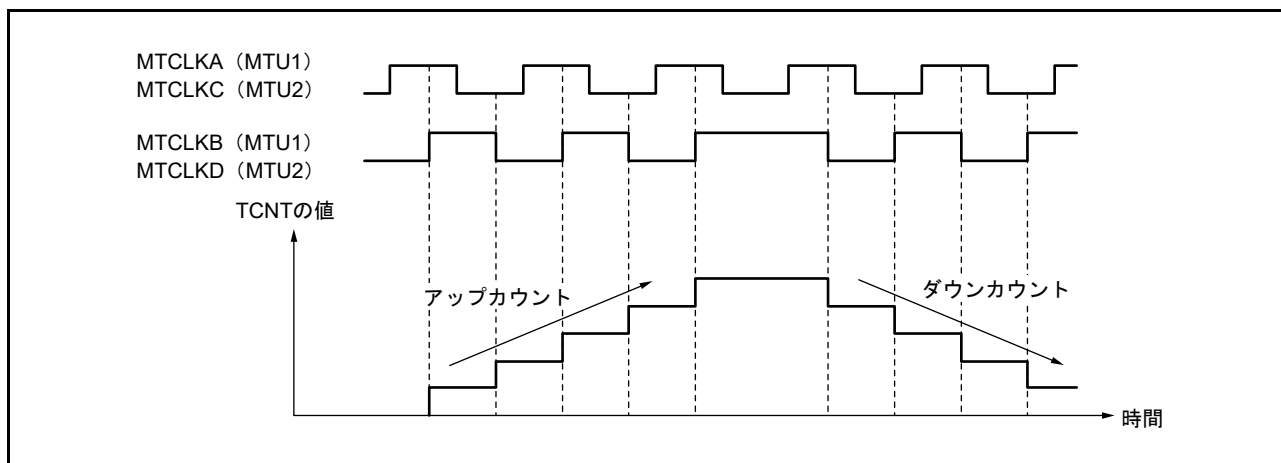 MTCLKA（MTU1）
MTCLKC（MTU2）
MTCLKB（MTU1）
MTCLKD（MTU2）
TCNTの値
アップカウント
ダウンカウント
時間